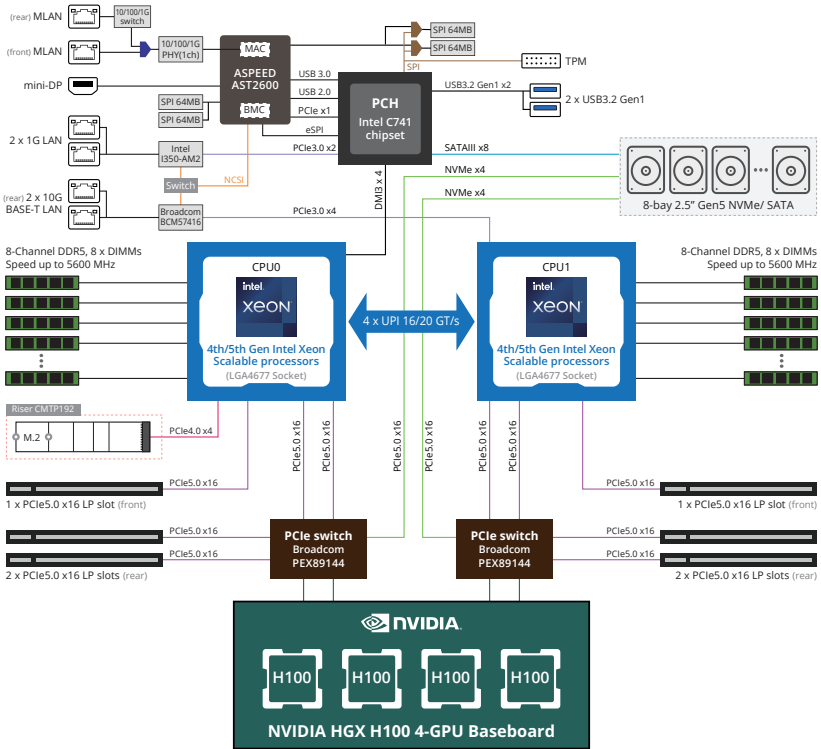 (rear) MLAN
10/100/1G
switch
(front) MLAN
10/100/1G
PHY(1ch)
MAC
ASPEED
AST2600
BMC
SPI 64MB
SPI 64MB
SPI
TPM
mini-DP
SPI 64MB
SPI 64MB
USB 3.0
USB 2.0
PCIe x1
eSPI
PCH
Intel C741
chipset
USB3.2 Gen1 x2
2 x USB3.2 Gen1
2 x 1G LAN
Intel
I350-AM2
PCIe3.0 x2
SATAIII x8
NVMe x4
NVMe x4
8-bay 2.5” Gen5 NVMe/ SATA
Switch
NCSI
DMI3 x 4
(rear) 2 x 10G
BASE-T LAN
Broadcom
BCM57416
PCIe3.0 x4
8-Channel DDR5, 8 x DIMMs
Speed up to 5600 MHz
CPU0
intel.
xeon
4th/5th Gen Intel Xeon
Scalable processors
(LGA4677 Socket)
4 x UPI 16/20 GT/s
CPU1
intel.
xeon
4th/5th Gen Intel Xeon
Scalable processors
(LGA4677 Socket)
8-Channel DDR5, 8 x DIMMs
Speed up to 5600 MHz
Riser CMTP192
M.2
PCIe4.0 x4
PCIe5.0 x16
PCIe5.0 x16
PCIe5.0 x16
PCIe5.0 x16
PCIe5.0 x16
PCIe5.0 x16
PCIe5.0 x16
1 x PCIe5.0 x16 LP slot (front)
PCIe5.0 x16
1 x PCIe5.0 x16 LP slot (front)
PCIe5.0 x16
PCIe5.0 x16
2 x PCIe5.0 x16 LP slots (rear)
PCIe switch
Broadcom
PEX89144
PCIe switch
Broadcom
PEX89144
PCIe5.0 x16
PCIe5.0 x16
2 x PCIe5.0 x16 LP slots (rear)
NVIDIA.
H100
H100
H100
H100
NVIDIA HGX H100 4-GPU Baseboard